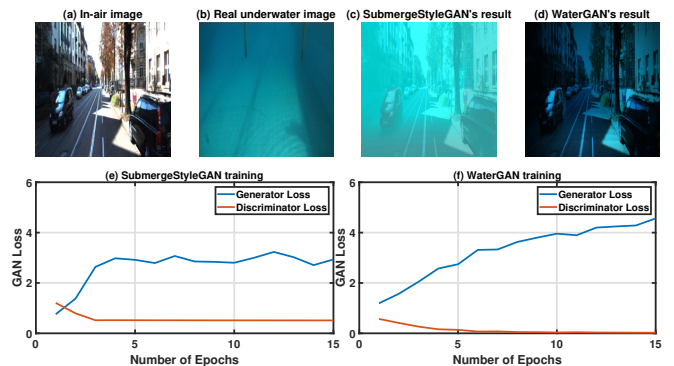 (a) In-air image
(b) Real underwater image
(c) SubmergeStyleGAN's result
(d) WaterGAN's result
(e) SubmergeStyleGAN training
6
4
2
0
0
5
10
15
GAN Loss
Number of Epochs
Generator Loss
Discriminator Loss
(f) WaterGAN training
6
4
2
0
0
5
10
15
GAN Loss
Number of Epochs
Generator Loss
Discriminator Loss